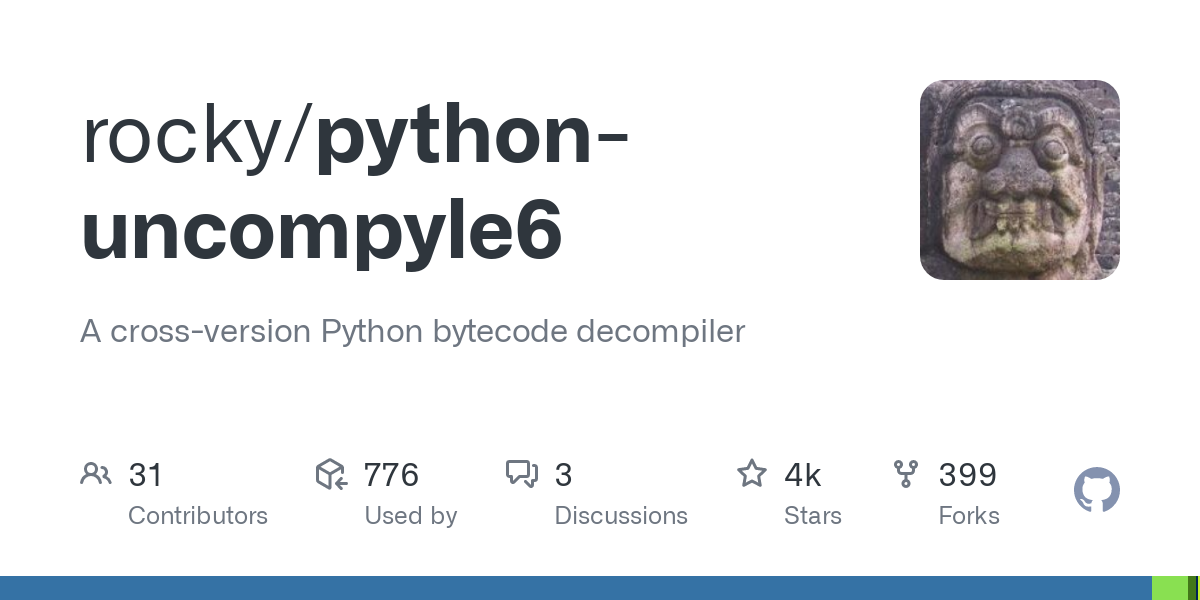 rocky/python-
uncompyle6
A cross-version Python bytecode decompiler
31 776 3 4k 399
Contributors Used by Discussions Stars Forks